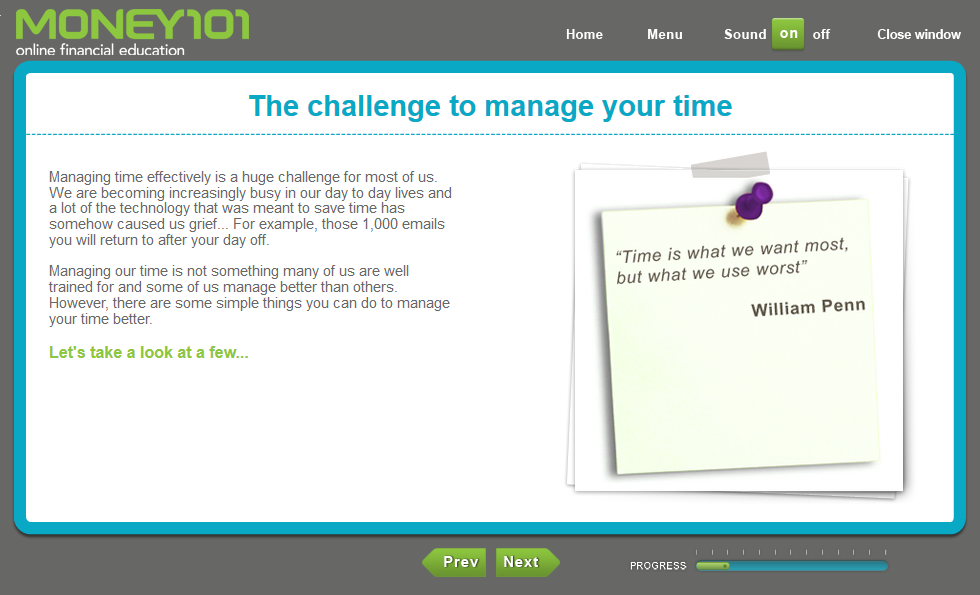 MONEY101
online financial education
Home Menu Sound on off Close window
The challenge to manage your time
Managing time effectively is a huge challenge for most of us.
We are becoming increasingly busy in our day to day lives and
a lot of the technology that was meant to save time has
somehow caused us grief... For example, those 1,000 emails
you will return to after your day off.
Managing our time is not something many of us are well
trained for and some of us manage better than others.
However, there are some simple things you can do to manage
your time better.
Let's take a look at a few...
“Time is what we want most,
but what we use worst”
William Penn
Prev Next
PROGRESS